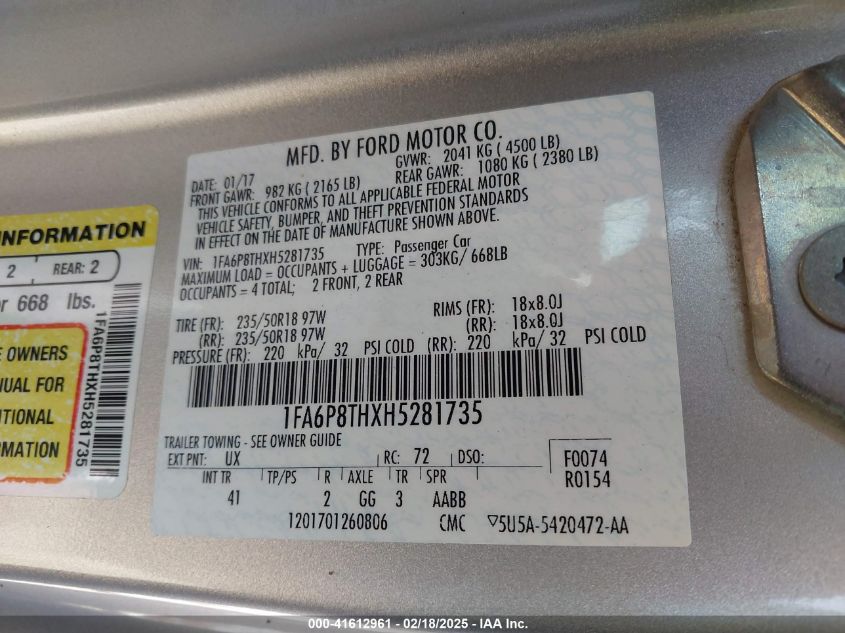 INFORMATION
2 REAR: 2
668 lbs.
OWNERS
FOR
1FA6P8THXH5281735
MFD. BY FORD MOTOR CO.
DATE: 01/17 GVWR: 2041 KG ( 4500 LB)
FRONT GAWR: 982 KG ( 2165 LB) REAR GAWR: 1080 KG ( 2380 LB)
THIS VEHICLE CONFORMS TO ALL APPLICABLE FEDERAL MOTOR
VEHICLE SAFETY, BUMPER, AND THEFT PREVENTION STANDARDS
IN EFFECT ON THE DATE OF MANUFACTURE SHOWN ABOVE.
VIN: 1FA6P8THXH5281735 TYPE: Passenger Car
MAXIMUM LOAD = OCCUPANTS + LUGGAGE = 303KG/ 668LB
OCCUPANTS = 4 TOTAL; 2 FRONT, 2 REAR
TIRE (FR): 235/50R18 97W RIMS (FR): 18x8.0J
(RR): 235/50R18 97W (RR): 18x8.0J
PRESSURE (FR): 220 kPa/ 32 PSI COLD (RR): 220 kPa/ 32 PSI COLD
1FA6P8THXH5281735
TRAILER TOWING - SEE OWNER GUIDE
EXT PNT: UX RC: 72 DSO: F0074
INT TR TP/PS R AXLE TR SPR R0154
41 2 GG 3 AABB
1201701260806 CMC ▽5U5A-5420472-AA
000-41612961 - 02/18/2025 - IAA Inc.